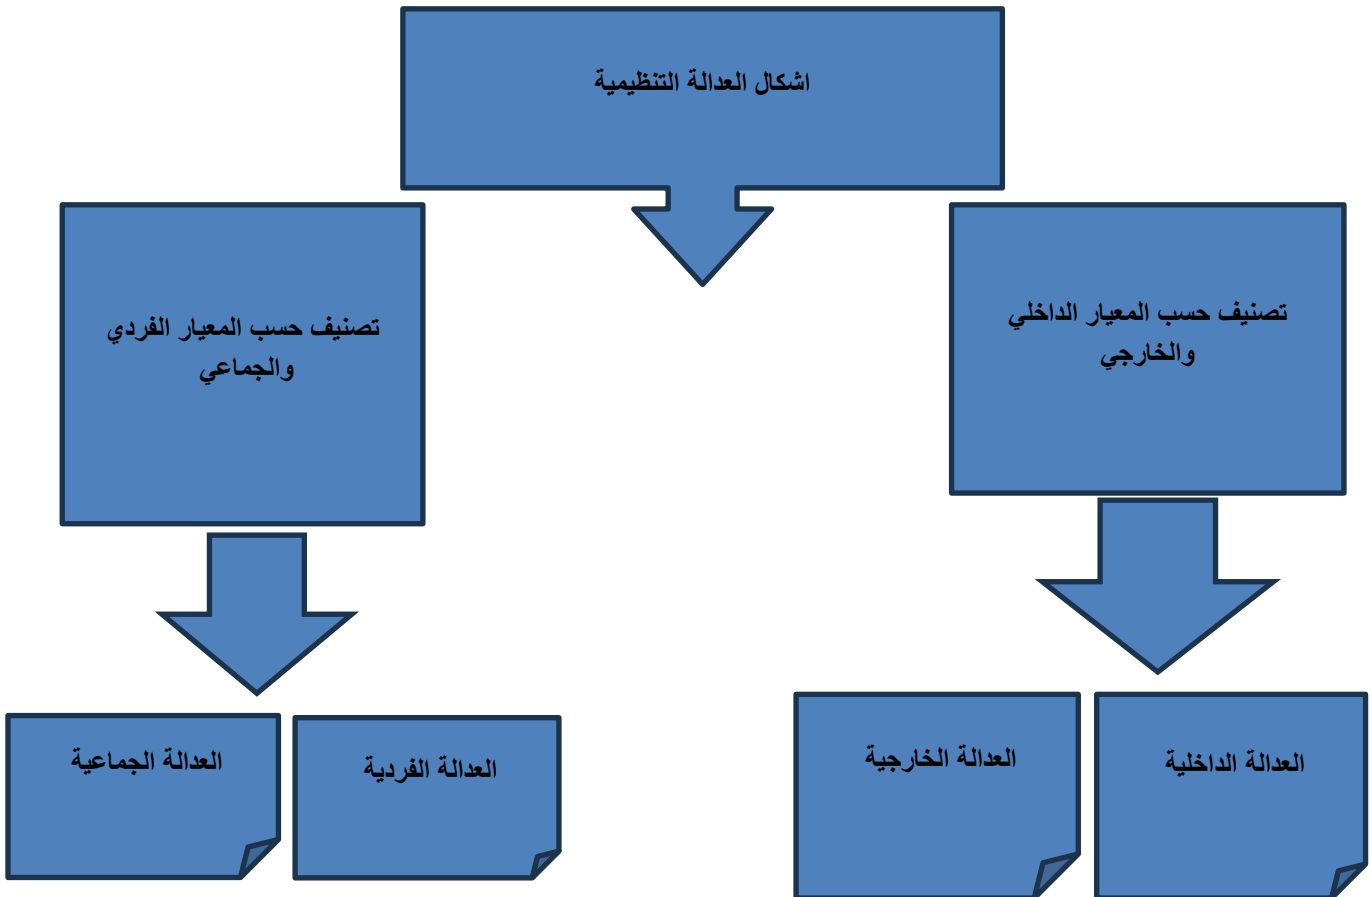 اشكال العدالة التنظيمية
تصنيف حسب المعيار الداخلي
والخارجي
تصنيف حسب المعيار الفردي
والجماعي
العدالة الداخلية
العدالة الخارجية
العدالة الفردية
العدالة الجماعية